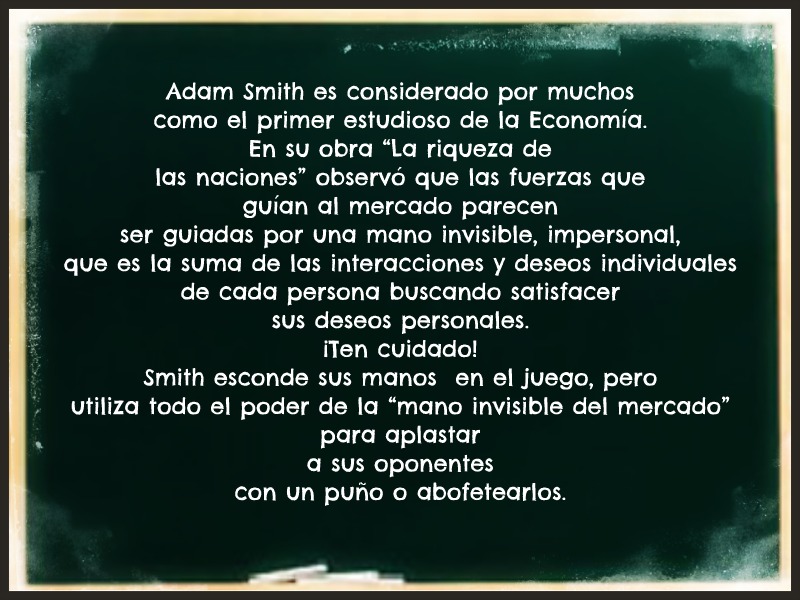 Adam Smith es considerado por muchos
como el primer estudioso de la Economía.
En su obra “La riqueza de
las naciones” observó que las fuerzas que
guían al mercado parecen
ser guiadas por una mano invisible, impersonal,
que es la suma de las interacciones y deseos individuales
de cada persona buscando satisfacer
sus deseos personales.
¡Ten cuidado!
Smith esconde sus manos  en el juego, pero
utiliza todo el poder de la “mano invisible del mercado”
para aplastar
a sus oponentes
con un puño o abofetearlos.